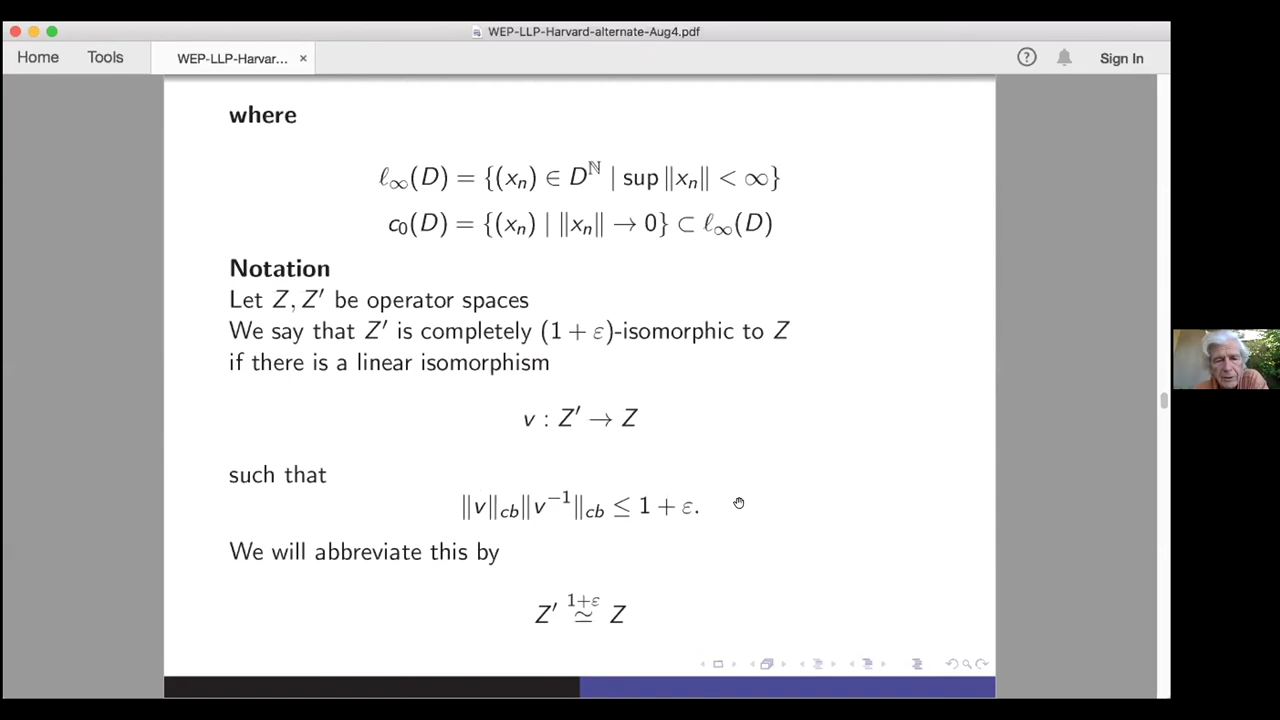 WEP-LLP-Harvard-alternate-Aug4.pdf
Home Tools WEP-LLP-Harvar... × ? Sign In
where
ℓ∞(D) = {(xₙ) ∈ D^ℕ | sup ‖xₙ‖ < ∞}
c₀(D) = {(xₙ) | ‖xₙ‖ → 0} ⊂ ℓ∞(D)
Notation
Let Z, Z′ be operator spaces
We say that Z′ is completely (1 + ε)-isomorphic to Z
if there is a linear isomorphism
v : Z′ → Z
such that
‖v‖_cb‖v⁻¹‖_cb ≤ 1 + ε.
We will abbreviate this by
Z′ ≃^{1+ε} Z